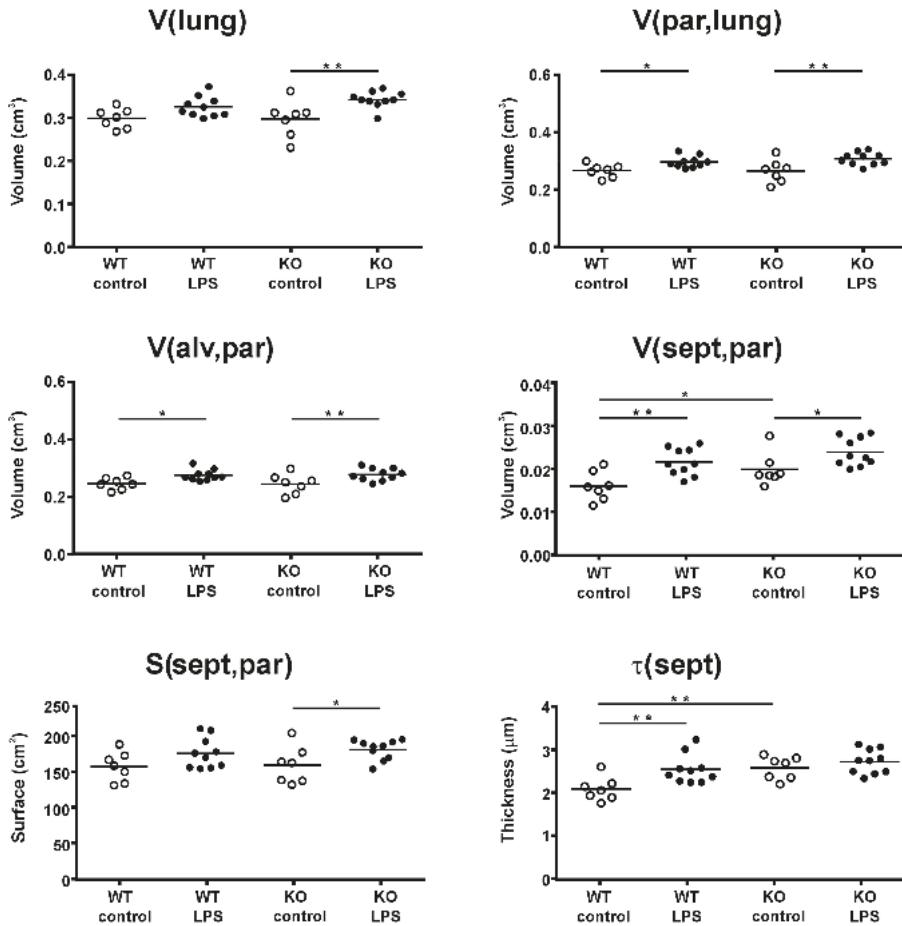 V(lung)
Volume (cm³)
0.4
0.3
0.2
0.1
0.0
* *
WT control
WT LPS
KO control
KO LPS
V(par,lung)
Volume (cm³)
0.6
0.4
0.2
0.0
*
* *
WT control
WT LPS
KO control
KO LPS
V(alv,par)
Volume (cm³)
0.6
0.4
0.2
0.0
*
* *
WT control
WT LPS
KO control
KO LPS
V(sept,par)
Volume (cm³)
0.04
0.03
0.02
0.01
0.00
*
* *
*
WT control
WT LPS
KO control
KO LPS
S(sept,par)
Surface (cm²)
250
200
150
100
50
0
*
WT control
WT LPS
KO control
KO LPS
τ(sept)
Thickness (µm)
4
3
2
1
0
* *
* *
WT control
WT LPS
KO control
KO LPS